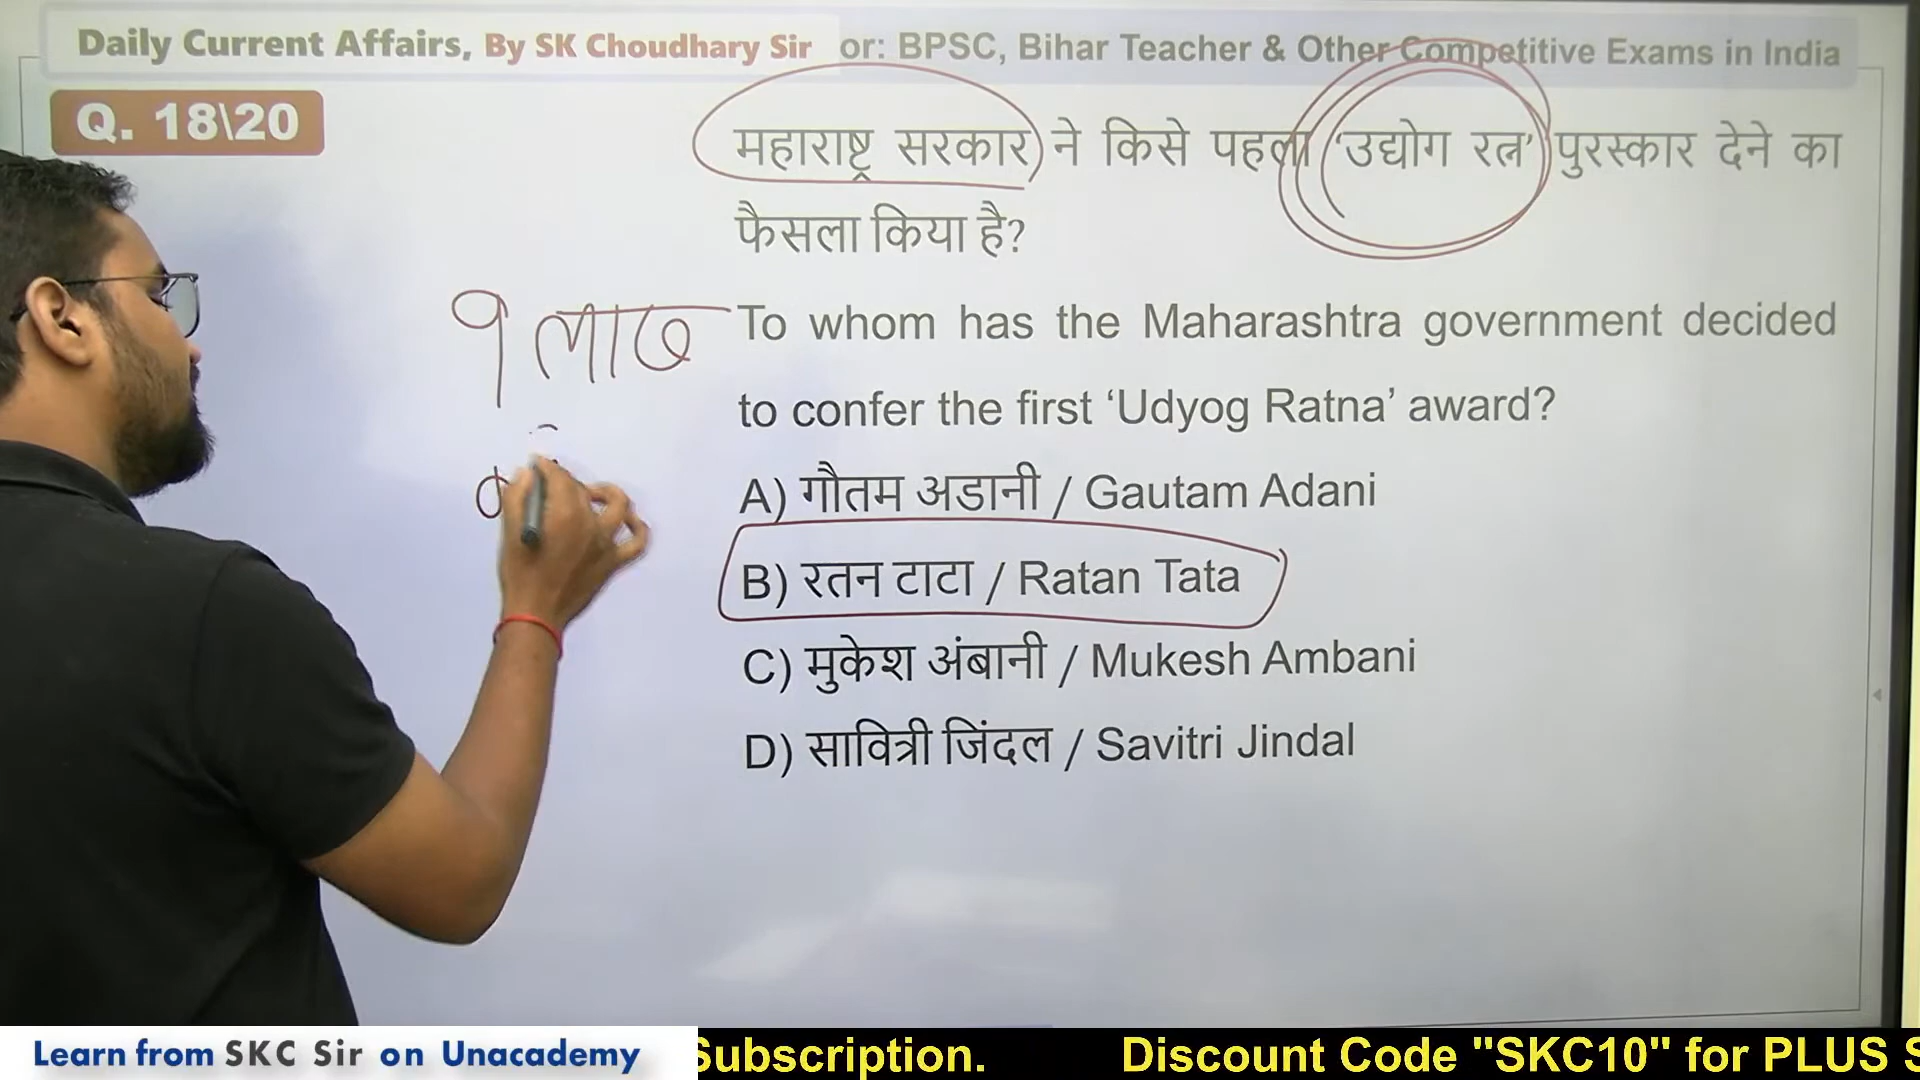 Daily Current Affairs, By SK Choudhary Sir or: BPSC, Bihar Teacher & Other Competitive Exams in India
Q. 18\20
महाराष्ट्र सरकार ने किसे पहला 'उद्योग रत्न' पुरस्कार देने का
फैसला किया है?
To whom has the Maharashtra government decided
to confer the first ‘Udyog Ratna’ award?
A) गौतम अडानी / Gautam Adani
B) रतन टाटा / Ratan Tata
C) मुकेश अंबानी / Mukesh Ambani
D) सावित्री जिंदल / Savitri Jindal
Learn from SKC Sir on Unacademy
Subscription. Discount Code "SKC10" for PLUS S